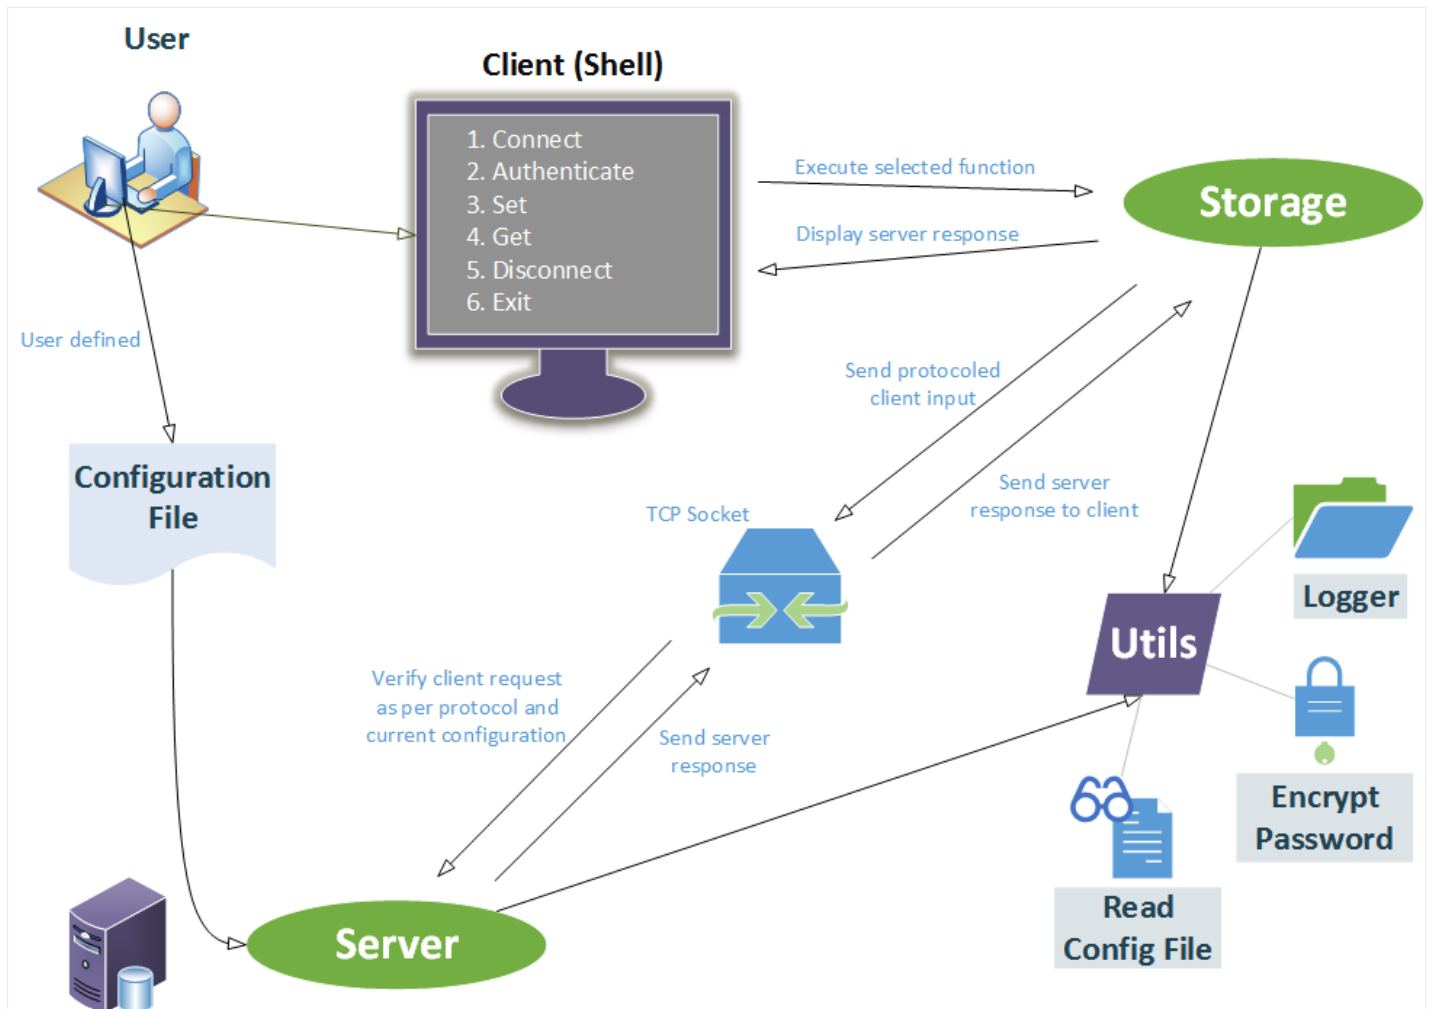 User
Client (Shell)
1. Connect
2. Authenticate
3. Set
4. Get
5. Disconnect
6. Exit
Execute selected function
Storage
Display server response
User defined
Send protocoled
client input
Configuration
File
Send server
response to client
TCP Socket
Logger
Utils
Verify client request
as per protocol and
current configuration
Send server
response
Encrypt
Password
Read
Config File
Server